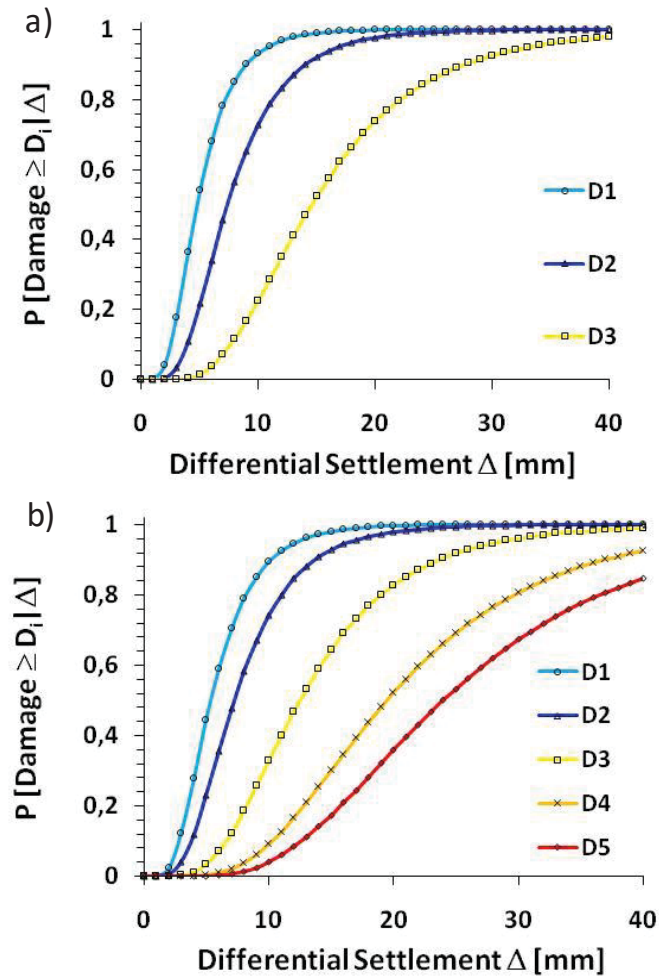 a)
1
0,8
0,6
0,4
0,2
0
P [Damage ≥ Di|Δ]
D1
D2
D3
0 10 20 30 40
Differential Settlement Δ [mm]
b)
1
0,8
0,6
0,4
0,2
0
P [Damage ≥ Di|Δ]
D1
D2
D3
D4
D5
0 10 20 30 40
Differential Settlement Δ [mm]